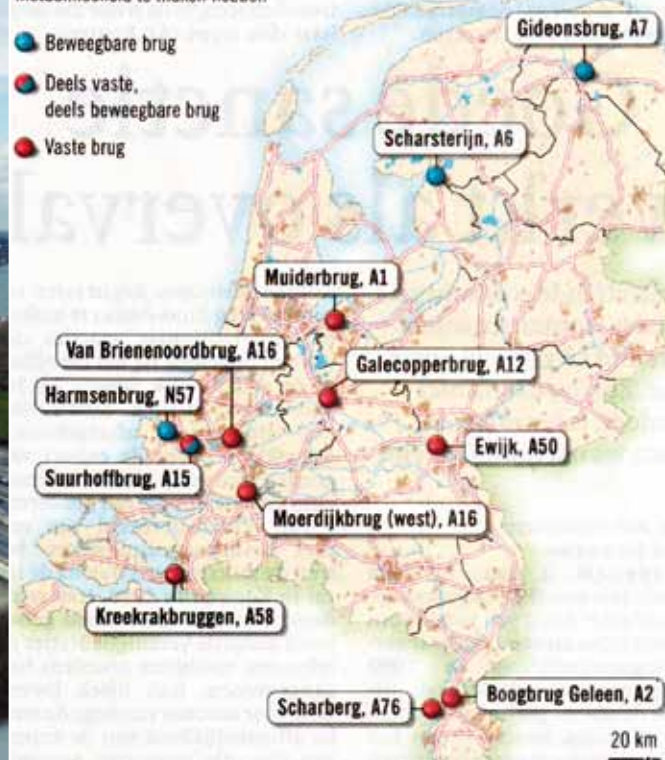 Beweegbare brug
Deels vaste,
deels beweegbare brug
Vaste brug
Gideonsbrug, A7
Scharsterijn, A6
Muiderbrug, A1
Van Brienenoordbrug, A16
Galecopperbrug, A12
Harmsenbrug, N57
Ewijk, A50
Suurhoffbrug, A15
Moerdijkbrug (west), A16
Kreekrakbruggen, A58
Scharberg, A76
Boogbrug Geleen, A2
20 km